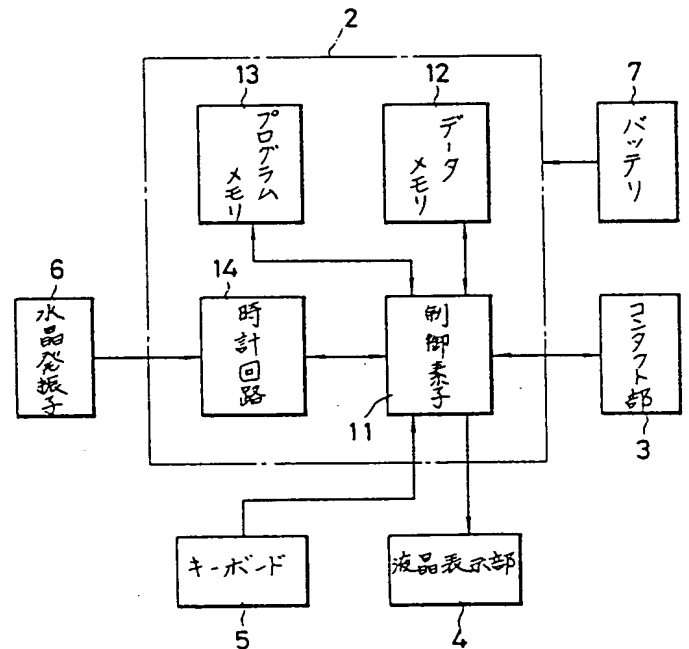 2
13
12
7
プログラム
メモリ
データ
メモリ
バッテリ
6
14
水晶発振子
時計回路
制御素子
コンタクト部
11
3
キーボード
液晶表示部
5
4